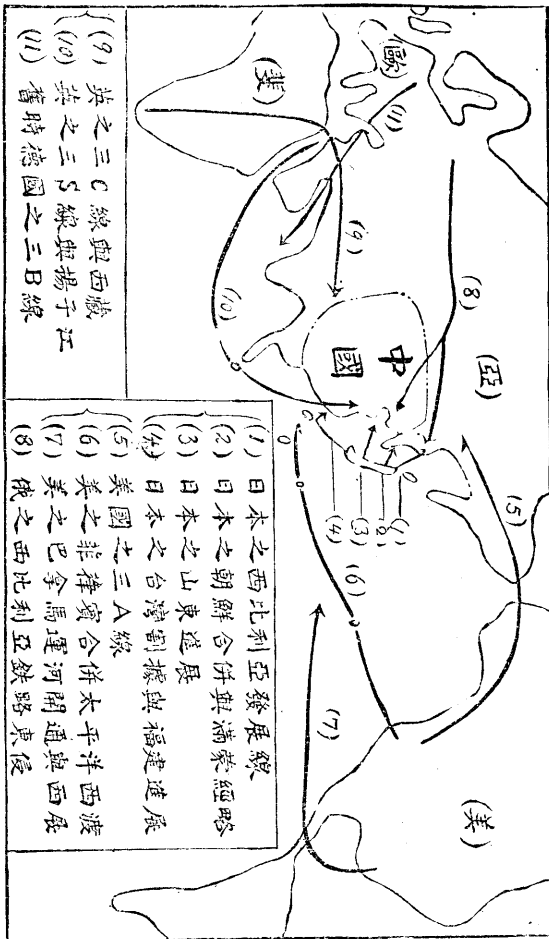 (歐)
(斐)
(亞)
(美)
中國
(1)
(2)
(3)
(4)
(5)
(6)
(7)
(8)
(9)
(10)
(11)
(1) 日本之西比利亞發展線
(2) 日本之朝鮮合併與滿蒙經略
(3) 日本之山東進展
(4) 日本之台灣割據與福建進展
(5) 美國之三A線
(6) 美之菲律賓合併太平洋西渡
(7) 美之巴拿馬運河開通與西展
(8) 俄之西比利亞鉄路東侵
(9) 英之三C線與西藏
(10) 英之三S線與揚子江
(11) 舊時德國之三B線